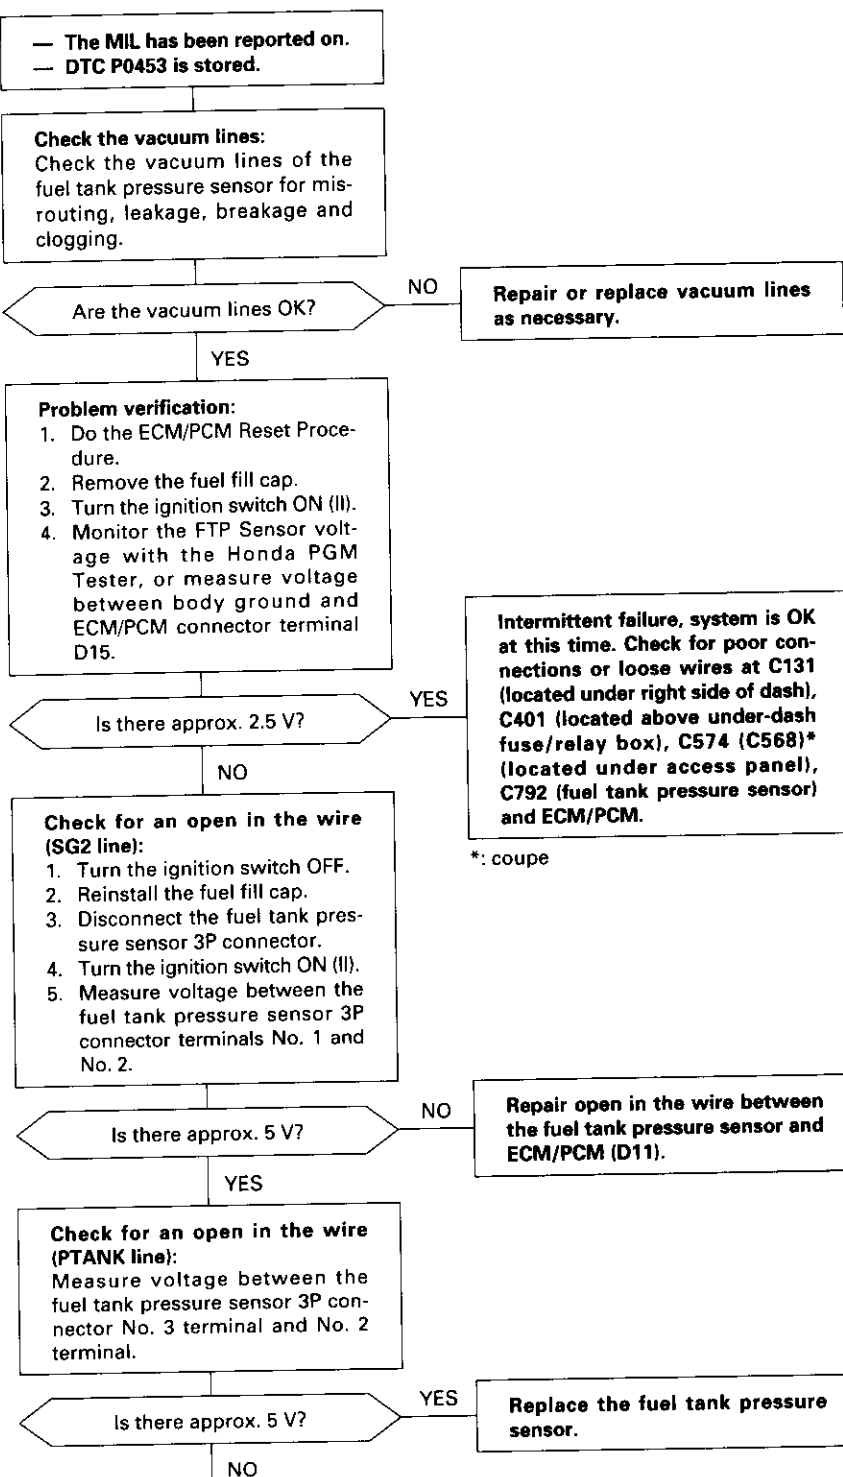 — The MIL has been reported on.
— DTC P0453 is stored.
Check the vacuum lines:
Check the vacuum lines of the
fuel tank pressure sensor for mis-
routing, leakage, breakage and
clogging.
Are the vacuum lines OK?
NO
Repair or replace vacuum lines
as necessary.
YES
Problem verification:
1. Do the ECM/PCM Reset Proce-
dure.
2. Remove the fuel fill cap.
3. Turn the ignition switch ON (II).
4. Monitor the FTP Sensor volt-
age with the Honda PGM
Tester, or measure voltage
between body ground and
ECM/PCM connector terminal
D15.
Is there approx. 2.5 V?
YES
Intermittent failure, system is OK
at this time. Check for poor con-
nections or loose wires at C131
(located under right side of dash),
C401 (located above under-dash
fuse/relay box), C574 (C568)*
(located under access panel),
C792 (fuel tank pressure sensor)
and ECM/PCM.
*: coupe
NO
Check for an open in the wire
(SG2 line):
1. Turn the ignition switch OFF.
2. Reinstall the fuel fill cap.
3. Disconnect the fuel tank pres-
sure sensor 3P connector.
4. Turn the ignition switch ON (II).
5. Measure voltage between the
fuel tank pressure sensor 3P
connector terminals No. 1 and
No. 2.
Is there approx. 5 V?
NO
Repair open in the wire between
the fuel tank pressure sensor and
ECM/PCM (D11).
YES
Check for an open in the wire
(PTANK line):
Measure voltage between the
fuel tank pressure sensor 3P con-
nector No. 3 terminal and No. 2
terminal.
Is there approx. 5 V?
YES
Replace the fuel tank pressure
sensor.
NO